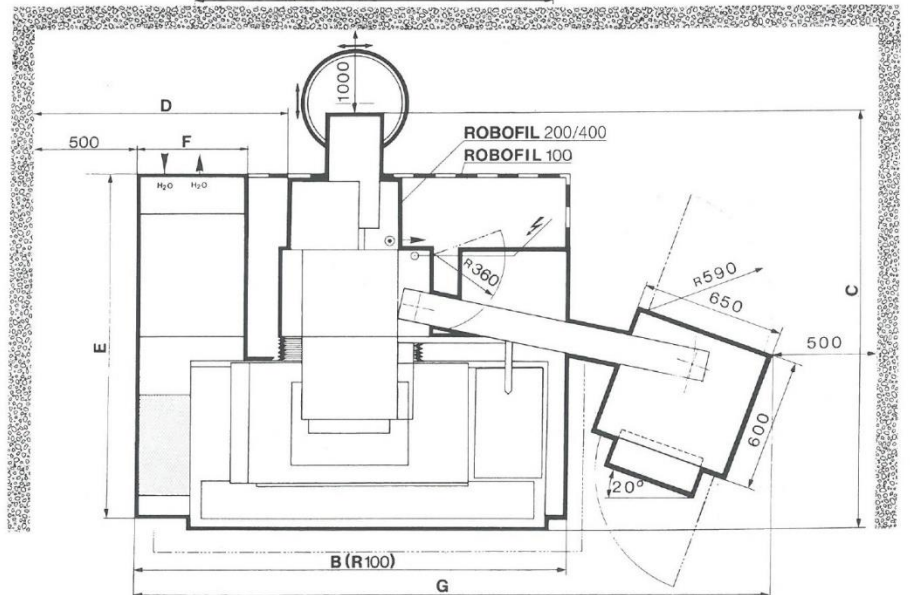 1000
D
ROBOFIL 200/400
ROBOFIL 100
500
F
H₂O
H₂O
R360
R590
650
C
500
E
600
20°
B (R100)
G